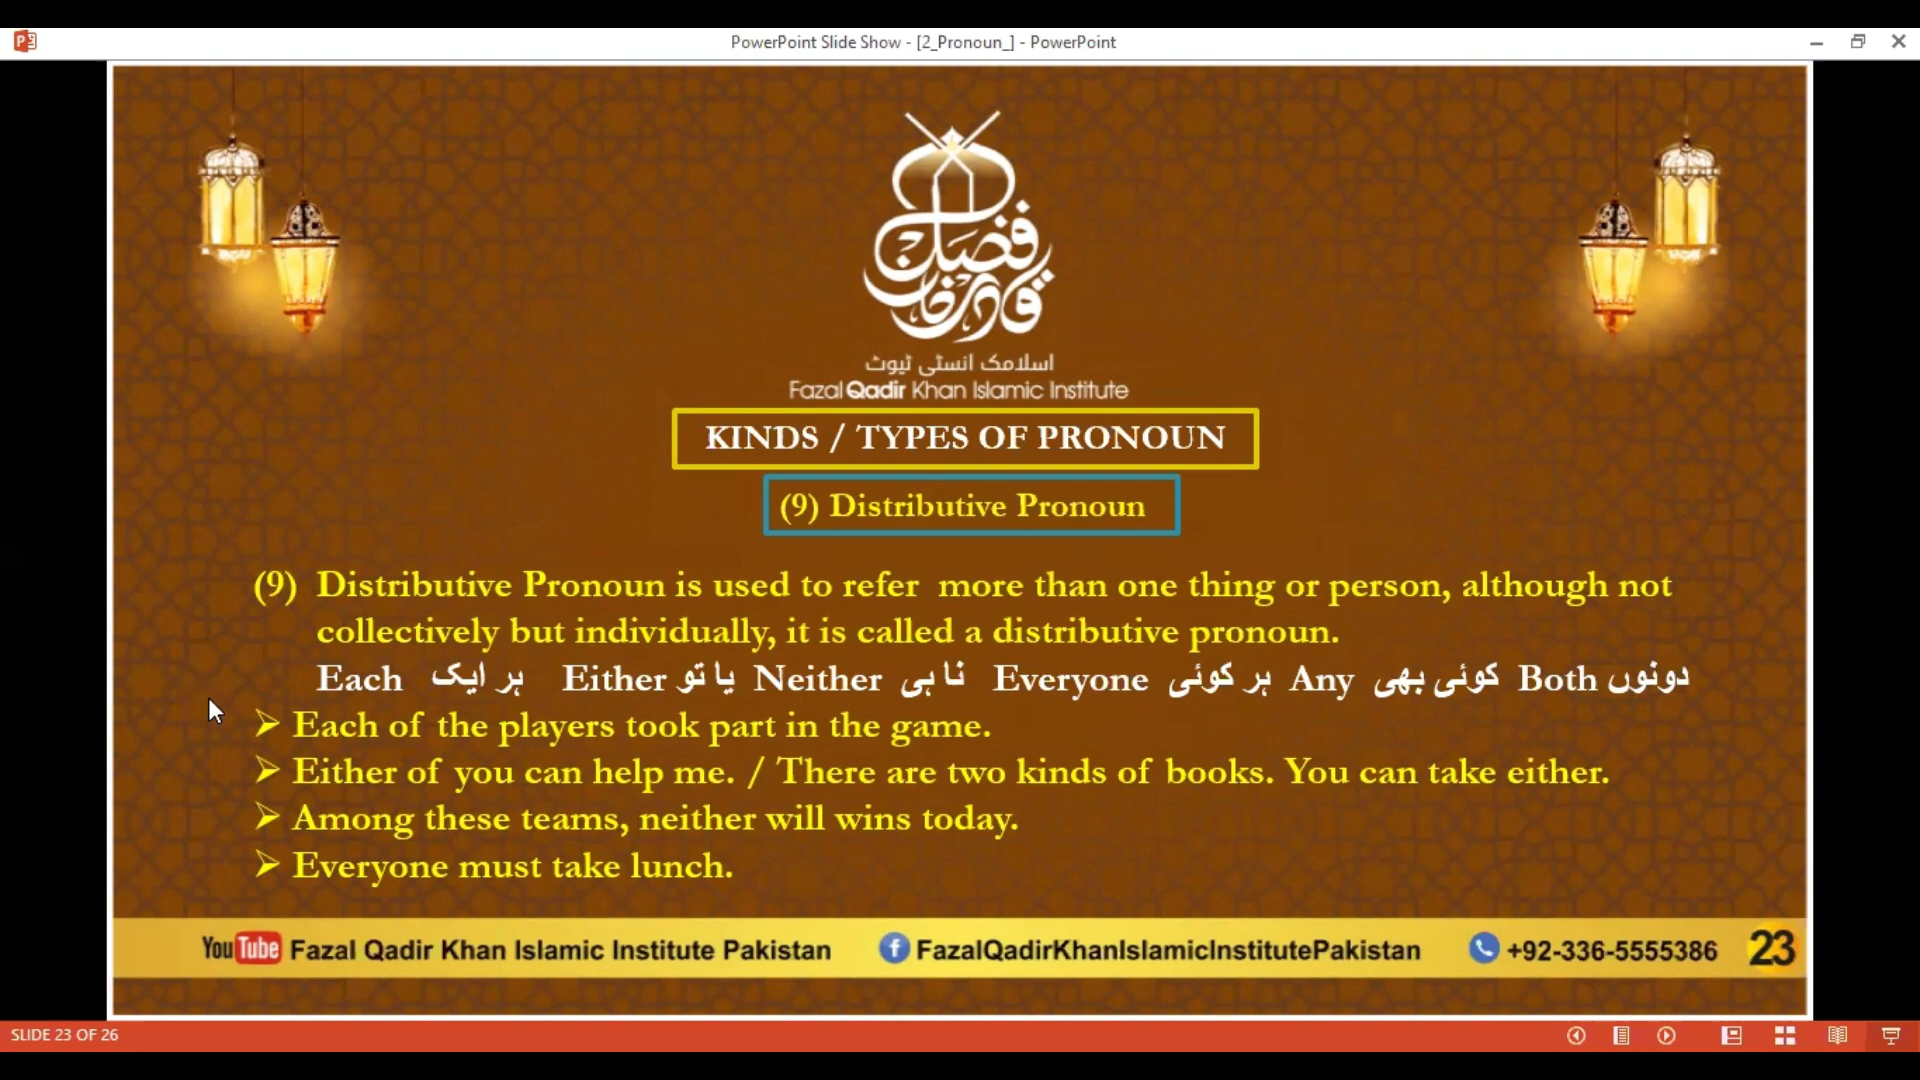 PowerPoint Slide Show - [2_Pronoun_] - PowerPoint
فضل
قادر خان
اسلامک انسٹی ٹیوٹ
Fazal Qadir Khan Islamic Institute
KINDS / TYPES OF PRONOUN
(9) Distributive Pronoun
(9) Distributive Pronoun is used to refer more than one thing or person, although not
collectively but individually, it is called a distributive pronoun.
Each ہر ایک Either یا تو Neither نا ہی Everyone ہر کوئی Any کوئی بھی Both دونوں
➢ Each of the players took part in the game.
➢ Either of you can help me. / There are two kinds of books. You can take either.
➢ Among these teams, neither will wins today.
➢ Everyone must take lunch.
YouTube Fazal Qadir Khan Islamic Institute Pakistan f FazalQadirKhanIslamicInstitutePakistan +92-336-5555386 23
SLIDE 23 OF 26